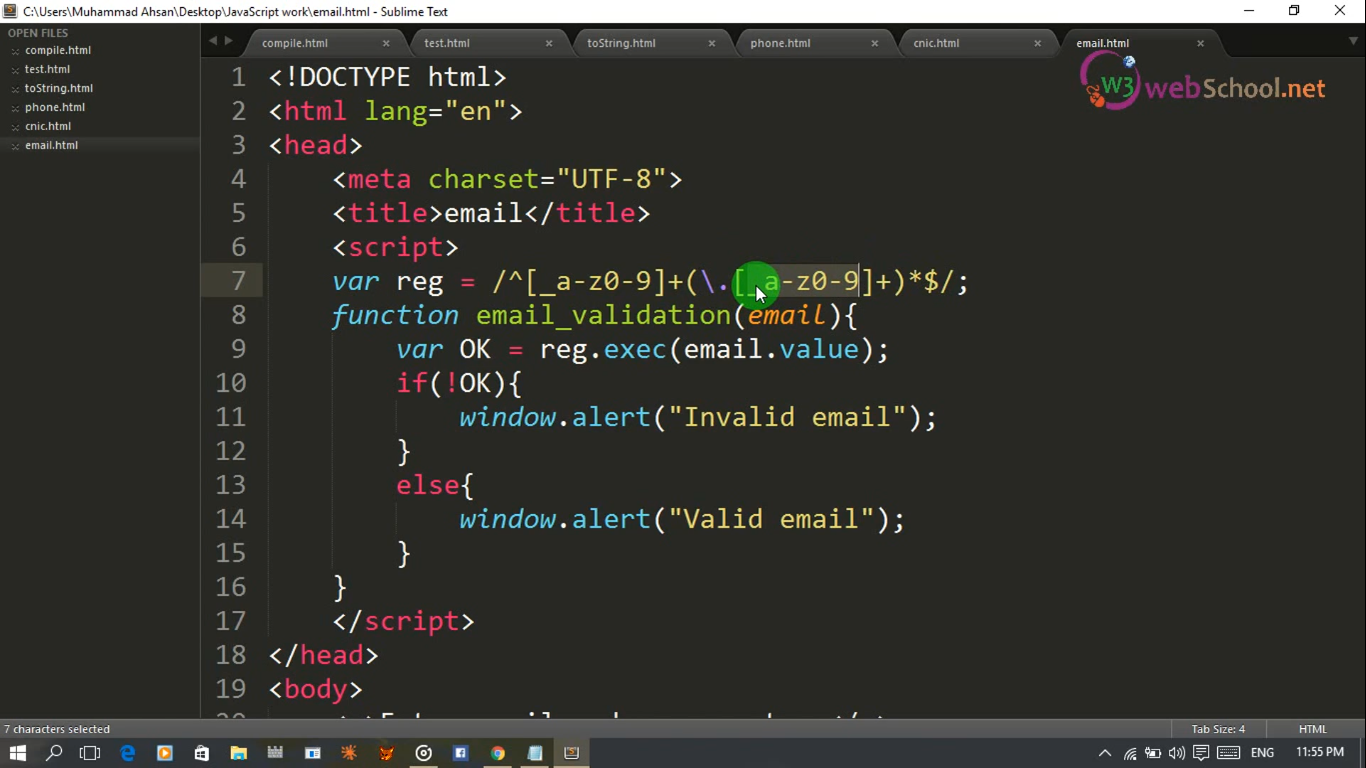 C:\Users\Muhammad Ahsan\Desktop\JavaScript work\email.html - Sublime Text
OPEN FILES
compile.html
test.html
toString.html
phone.html
cnic.html
email.html
compile.html
test.html
toString.html
phone.html
cnic.html
email.html
W3 webSchool.net
1 <!DOCTYPE html>
2 <html lang="en">
3 <head>
4 <meta charset="UTF-8">
5 <title>email</title>
6 <script>
7 var reg = /^[_a-z0-9]+(\.[_a-z0-9]+)*$/;
8 function email_validation(email){
9 var OK = reg.exec(email.value);
10 if(!OK){
11 window.alert("Invalid email");
12 }
13 else{
14 window.alert("Valid email");
15 }
16 }
17 </script>
18 </head>
19 <body>
7 characters selected
Tab Size: 4
HTML
ENG
11:55 PM